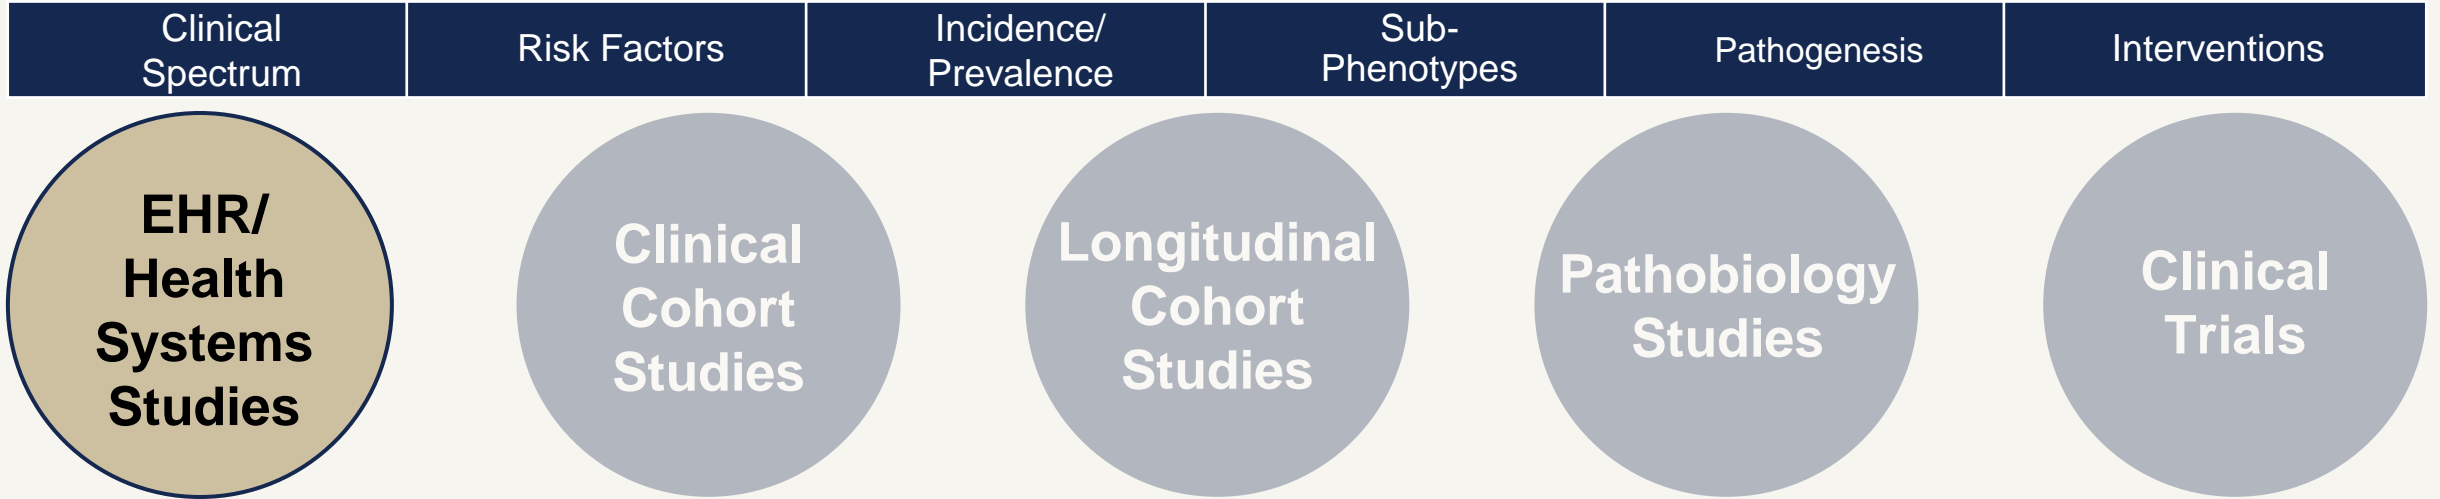 Clinical
Spectrum
Risk Factors
Incidence/
Prevalence
Sub-
Phenotypes
Pathogenesis
Interventions
EHR/
Health
Systems
Studies
Clinical
Cohort
Studies
Longitudinal
Cohort
Studies
Pathobiology
Studies
Clinical
Trials